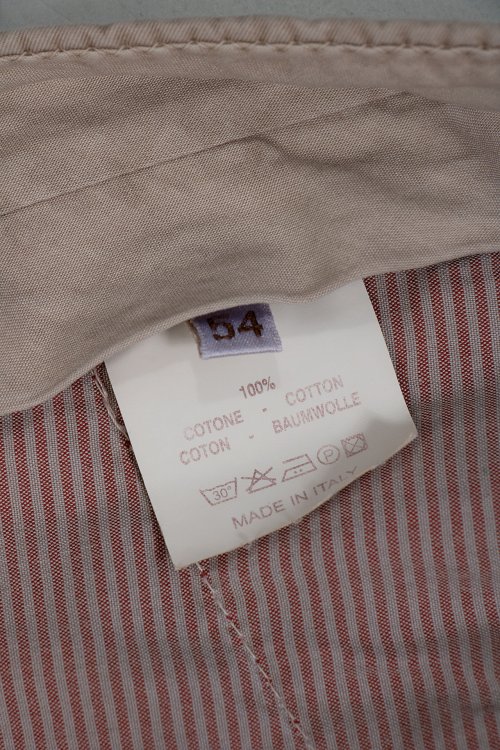 54
100%
COTONE - COTTON
COTON - BAUMWOLLE
30°
P
MADE IN ITALY